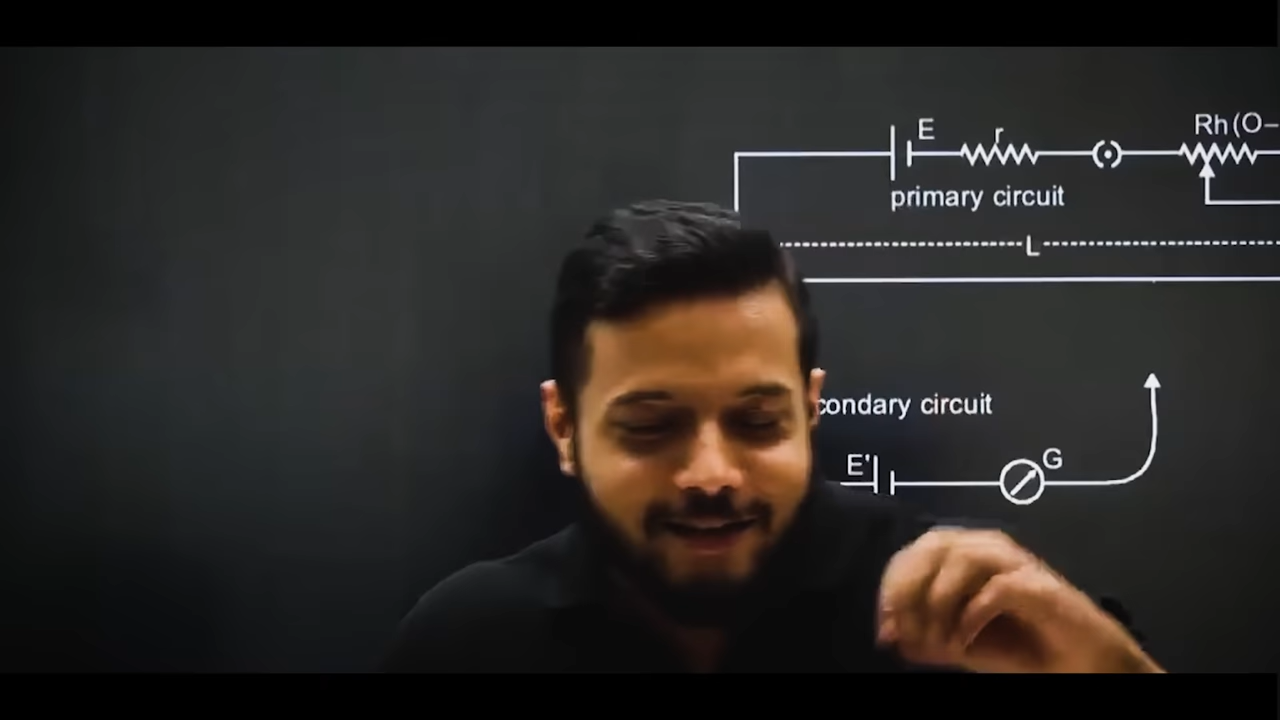 E
r
Rh (O–
primary circuit
L
condary circuit
E'
G